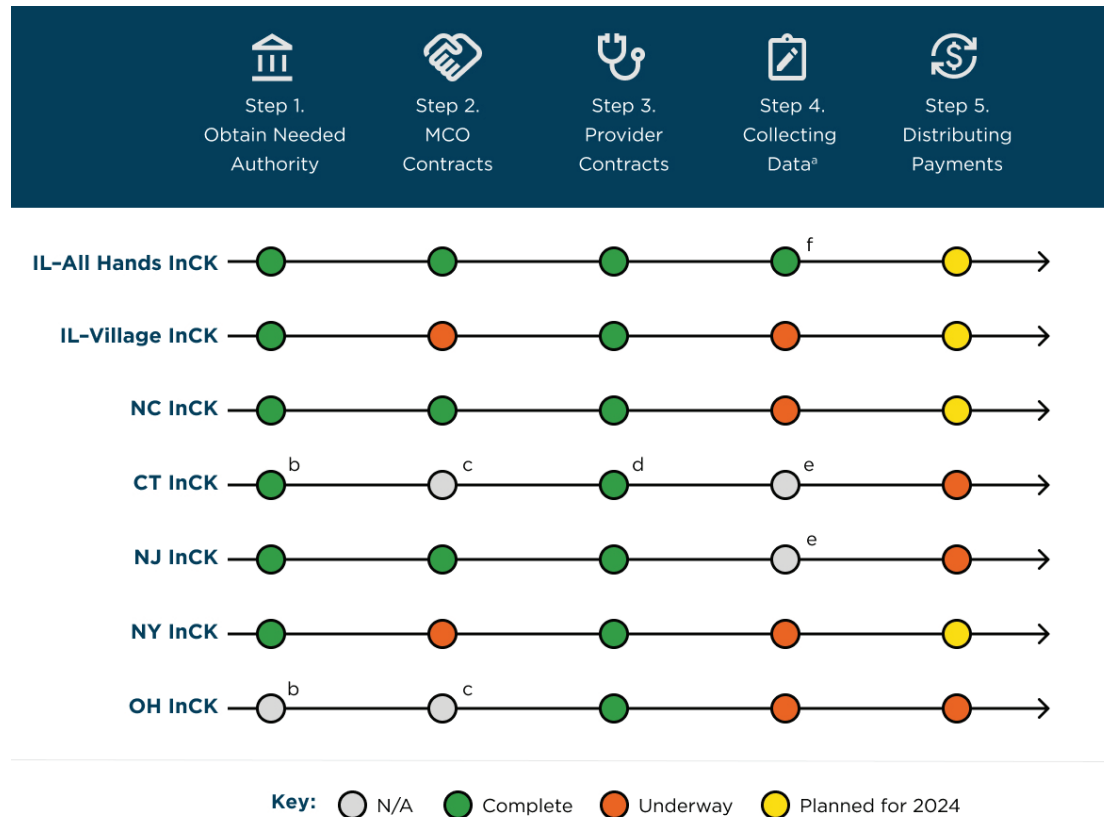 Step 1.
Obtain Needed
Authority
Step 2.
MCO
Contracts
Step 3.
Provider
Contracts
Step 4.
Collecting
Dataᵃ
Step 5.
Distributing
Payments
IL–All Hands InCK
f
IL–Village InCK
NC InCK
CT InCK
b
c
d
e
NJ InCK
e
NY InCK
OH InCK
b
c
Key: N/A Complete Underway Planned for 2024